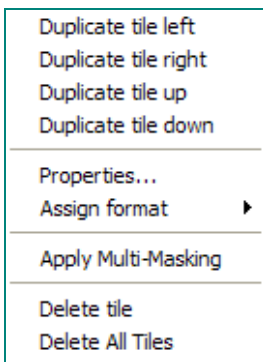 Duplicate tile left
Duplicate tile right
Duplicate tile up
Duplicate tile down
Properties...
Assign format
Apply Multi-Masking
Delete tile
Delete All Tiles